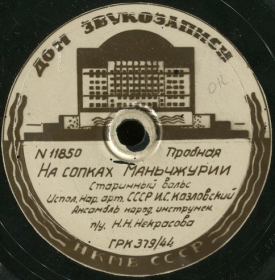 ДОМ ЗВУКОЗАПИСИ
N 11850 Пробная
НА СОПКАХ МАНЬЧЖУРИИ
Старинный вальс
Испол. нар. арт. СССР И.С. Козловский
Ансамбль народ. инструмен.
п/у. Н.Н. Некрасова
ГРК 379/44
НКМВ СССР